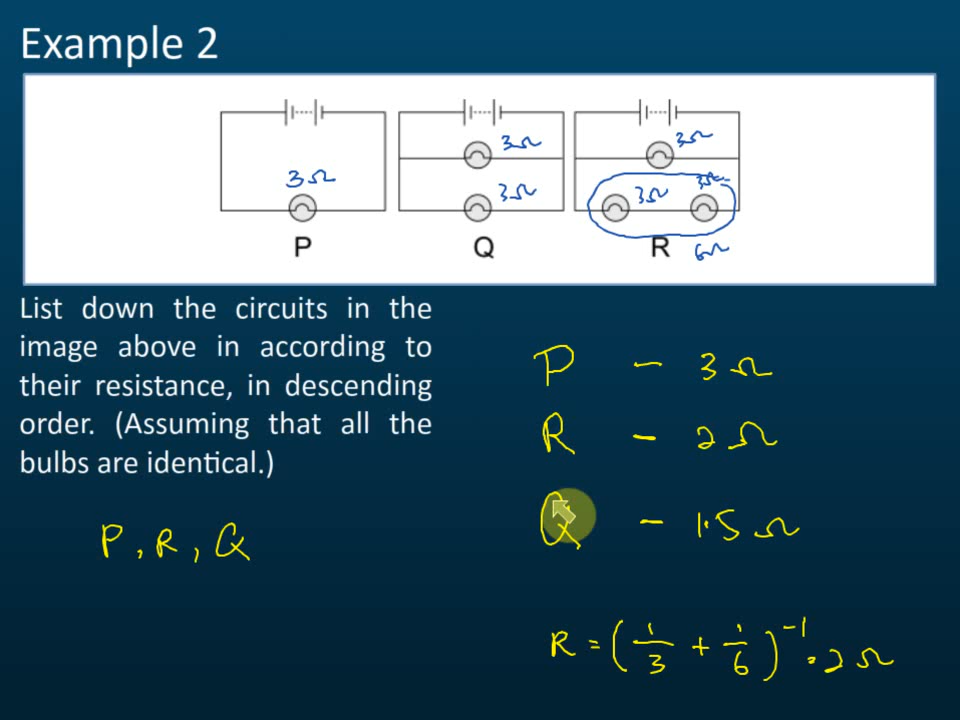 Example 2
3Ω
3Ω
3Ω
3Ω
3Ω
3Ω
6Ω
P
Q
R
List down the circuits in the
image above in according to
their resistance, in descending
order. (Assuming that all the
bulbs are identical.)
P, R, Q
P - 3Ω
R - 2Ω
Q - 1.5Ω
R = (1/3 + 1/6)⁻¹ = 2Ω